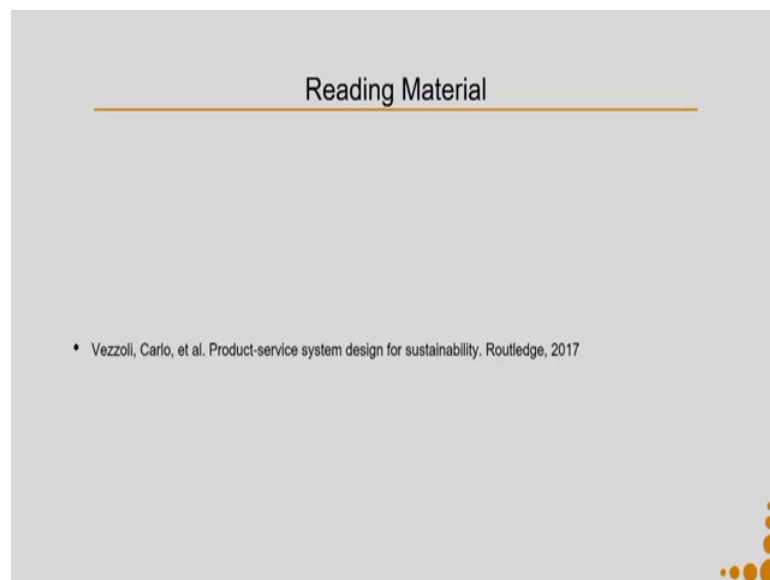 Reading Material
• Vezzoli, Carlo, et al. Product-service system design for sustainability. Routledge, 2017